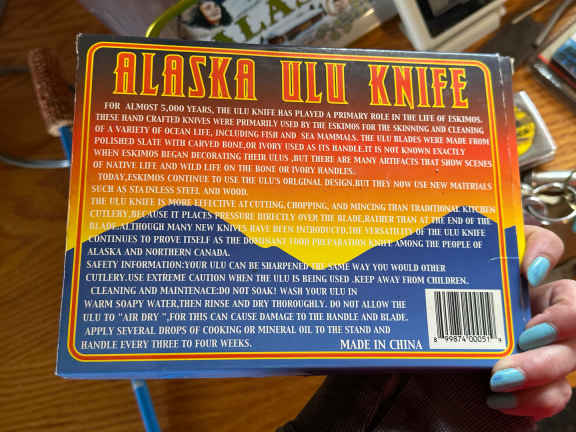 ALASKA ULU KNIFE
FOR ALMOST 5,000 YEARS, THE ULU KNIFE HAS PLAYED A PRIMARY ROLE IN THE LIFE OF ESKIMOS.
THESE HAND CRAFTED KNIVES WERE PRIMARILY USED BY THE ESKIMOS FOR THE SKINNING AND CLEANING
OF A VARIETY OF OCEAN LIFE, INCLUDING FISH AND SEA MAMMALS. THE ULU BLADES WERE MADE FROM
POLISHED SLATE WITH CARVED BONE,OR IVORY USED AS ITS HANDLE.IT IS NOT KNOWN EXACTLY
WHEN ESKIMOS BEGAN DECORATING THEIR ULUS ,BUT THERE ARE MANY ARTIFACTS THAT SHOW SCENES
OF NATIVE LIFE AND WILD LIFE ON THE BONE OR IVORY HANDLES.
TODAY,ESKIMOS CONTINUE TO USE THE ULU'S ORLGINAL DESIGN.BUT THEY NOW USE NEW MATERIALS
SUCH AS STAINLESS STEEL AND WOOD.
THE ULU KNIFE IS MORE EFFECTIVE AT CUTTING, CHOPPING, AND MINCING THAN TRADITIONAL KITCHEN
CUTLERY,BECAUSE IT PLACES PRESSURE DIRECTLY OVER THE BLADE,RATHER THAN AT THE END OF THE
BLADE.ALTHOUGH MANY NEW KNIVES HAVE BEEN INTRODUCTD,THE VERSATILITY OF THE ULU KNIFE
CONTINUES TO PROVE ITSELF AS THE DOMINANT FOOD PREPARATION KNIFE AMONG THE PEOPLE OF
ALASKA AND NORTHERN CANADA.
SAFETY INFORMATION:YOUR ULU CAN BE SHARPENED THE SAME WAY YOU WOULD OTHER
CUTLERY.USE EXTREME CAUTION WHEN THE ULU IS BEING USED .KEEP AWAY FROM CHILDREN.
CLEANING AND MAINTENACE:DO NOT SOAK! WASH YOUR ULU IN
WARM SOAPY WATER,THEN RINSE AND DRY THOROUGHLY. DO NOT ALLOW THE
ULU TO "AIR DRY ",FOR THIS CAN CAUSE DAMAGE TO THE HANDLE AND BLADE.
APPLY SEVERAL DROPS OF COOKING OR MINERAL OIL TO THE STAND AND
HANDLE EVERY THREE TO FOUR WEEKS.
MADE IN CHINA
8 99874 00051 9